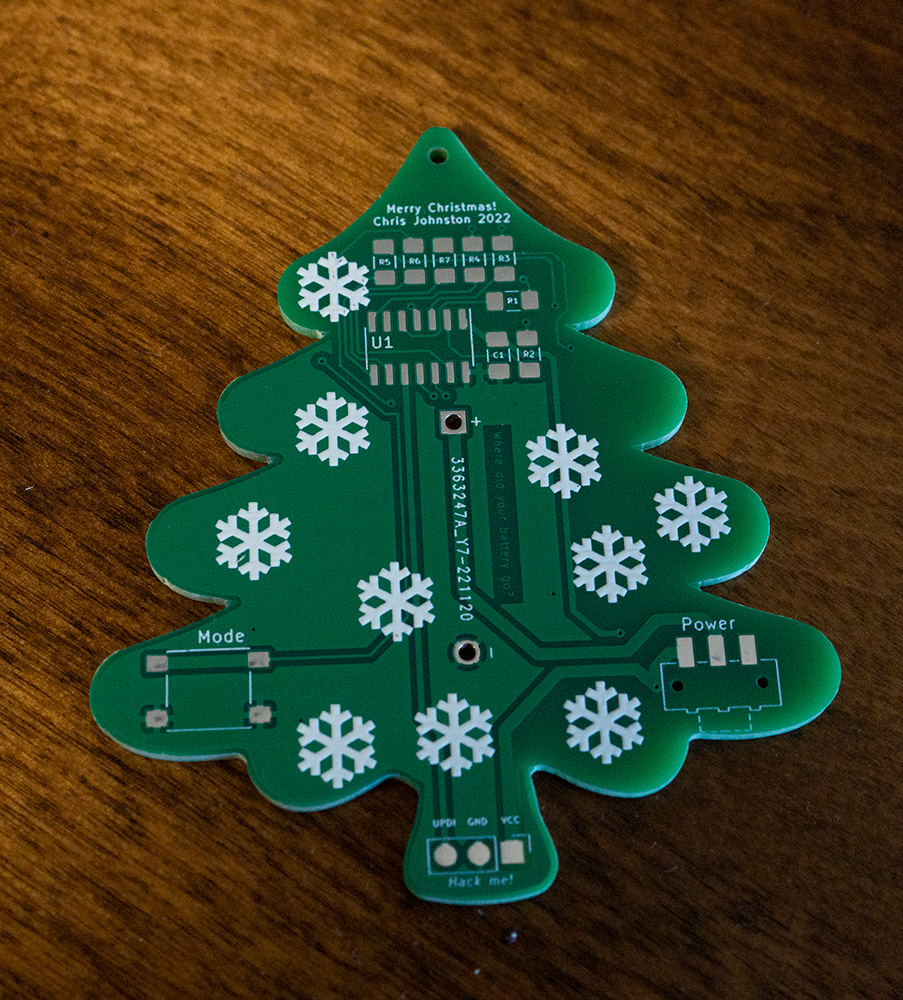 Merry Christmas!
Chris Johnston 2022
R5
R6
R7
R4
R3
R1
U1
C1
R2
+
3363247A_Y7-221120
Where did your battery go?
-
Mode
Power
UPDI GND VCC
Hack me!